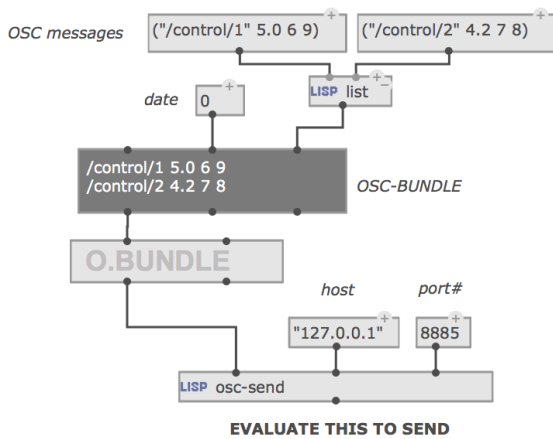 OSC messages
("/control/1" 5.0 6 9)
("/control/2" 4.2 7 8)
date
0
LISP list
/control/1 5.0 6 9
/control/2 4.2 7 8
OSC-BUNDLE
O.BUNDLE
host
port#
"127.0.0.1"
8885
LISP osc-send
EVALUATE THIS TO SEND